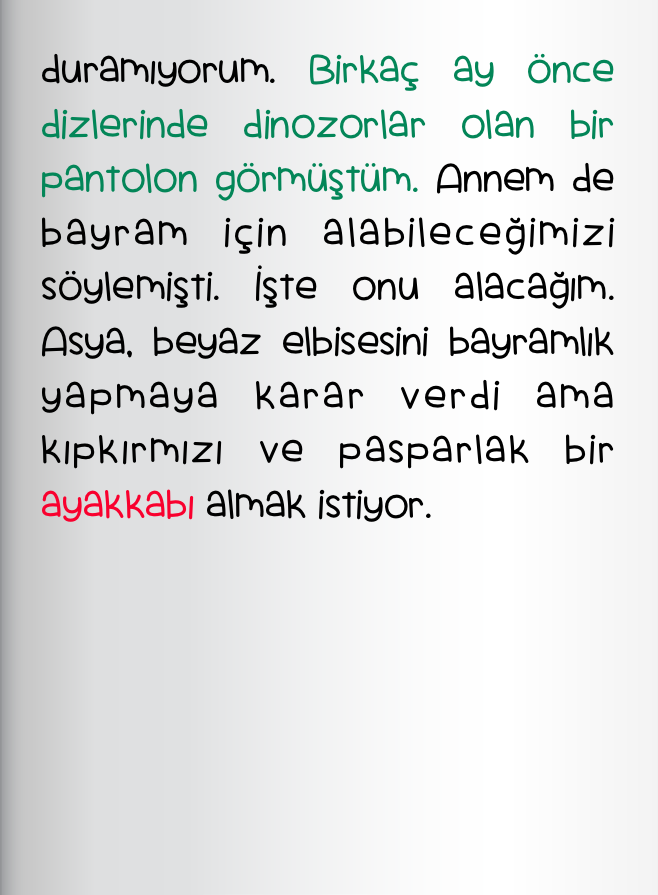 duramıyorum. Birkaç ay önce
dizlerinde dinozorlar olan bir
pantolon görmüştüm. Annem de
bayram için alabileceğimizi
söylemişti. İşte onu alacağım.
Asya, beyaz elbisesini bayramlık
yapmaya karar verdi ama
kıpkırmızı ve pasparlak bir
ayakkabı almak istiyor.